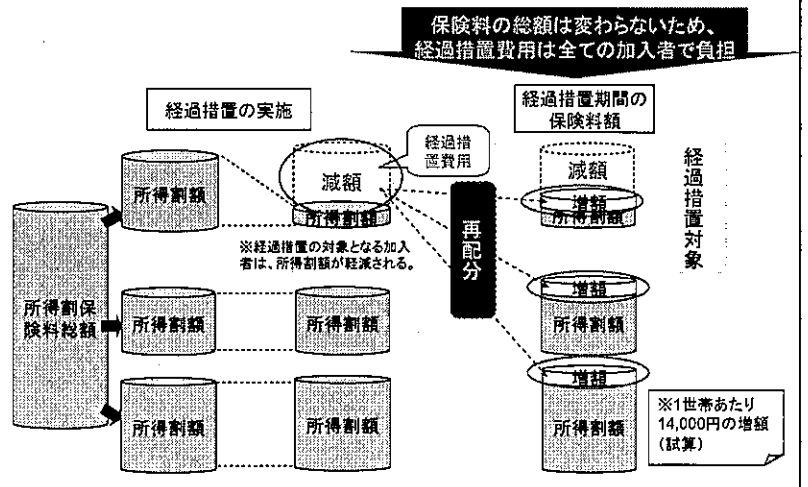 保険料の総額は変わらないため、
経過措置費用は全ての加入者で負担
経過措置の実施
経過措置期間の
保険料額
経過措
置費用
所得割額
減額
所得割額
減額
増額
所得割額
経過措置対象
※経過措置の対象となる加入
者は、所得割額が軽減される。
再配分
所得割保
険料総額
所得割額
所得割額
増額
所得割額
所得割額
所得割額
増額
所得割額
※1世帯あたり
14,000円の増額
(試算)